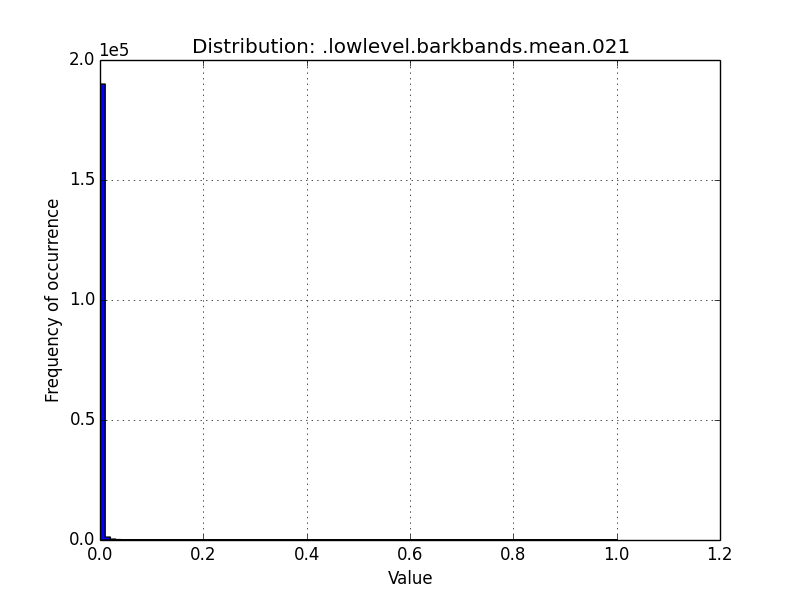 Distribution: .lowlevel.barkbands.mean.021
1e5
2.0
1.5
1.0
0.5
0.0
Frequency of occurrence
0.0 0.2 0.4 0.6 0.8 1.0 1.2
Value